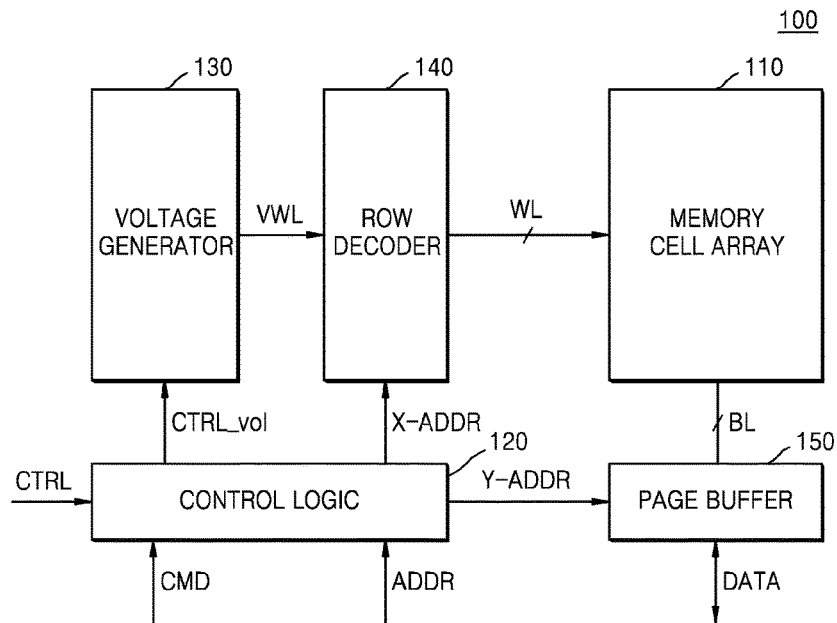 100
130
140
110
VOLTAGE
GENERATOR
VWL
ROW
DECODER
WL
MEMORY
CELL ARRAY
CTRL_vol
X-ADDR
BL
120
150
CTRL
CONTROL LOGIC
Y-ADDR
PAGE BUFFER
CMD
ADDR
DATA